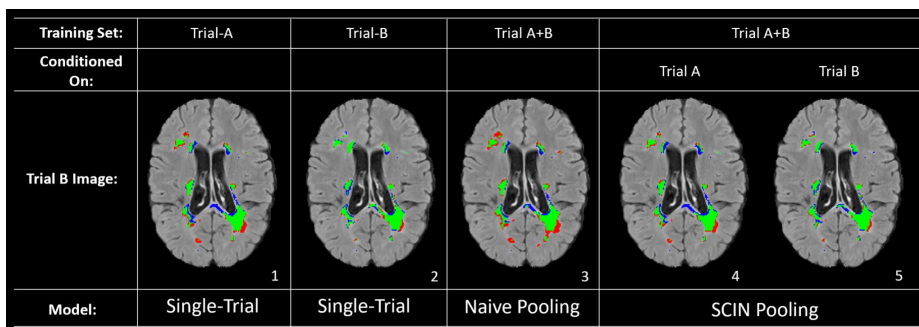 Training Set: Trial-A Trial-B Trial A+B Trial A+B
Conditioned
On: Trial A Trial B
Trial B Image:
1 2 3 4 5
Model: Single-Trial Single-Trial Naive Pooling SCIN Pooling